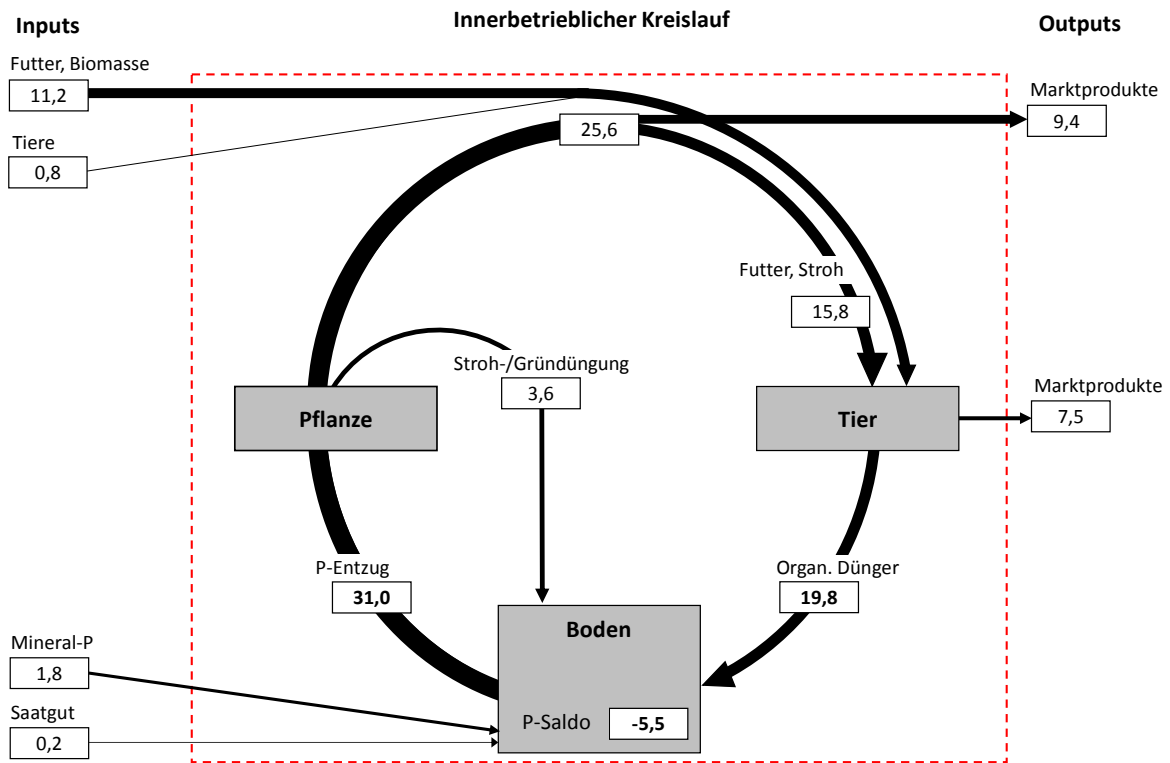 Innerbetrieblicher Kreislauf
Inputs
Outputs
Futter, Biomasse
11,2
Marktprodukte
9,4
25,6
Tiere
0,8
Futter, Stroh
15,8
Stroh-/Gründüngung
3,6
Marktprodukte
7,5
Pflanze
Tier
P-Entzug
31,0
Organ. Dünger
19,8
Boden
Mineral-P
1,8
P-Saldo
-5,5
Saatgut
0,2